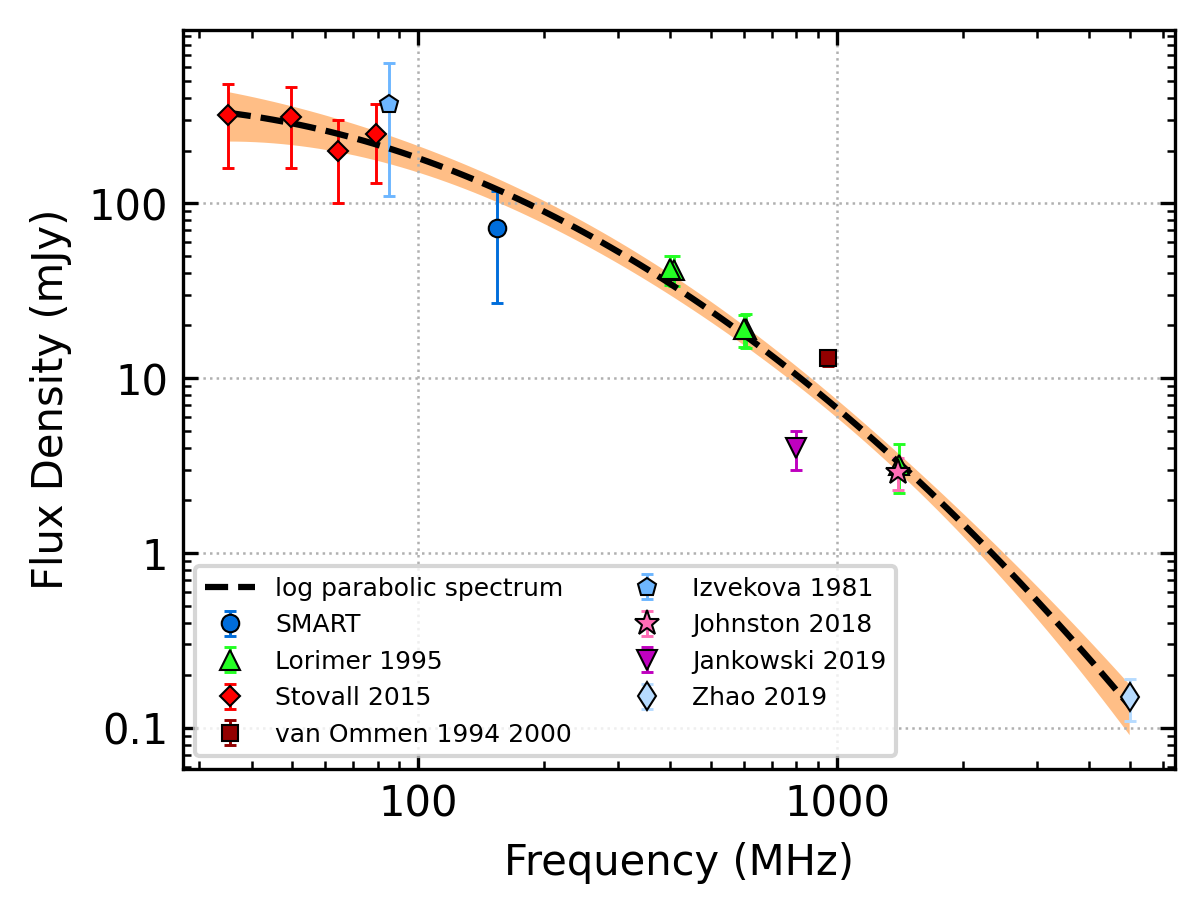 Flux Density (mJy)
100
10
1
0.1
log parabolic spectrum
SMART
Lorimer 1995
Stovall 2015
van Ommen 1994 2000
Izvekova 1981
Johnston 2018
Jankowski 2019
Zhao 2019
100
1000
Frequency (MHz)